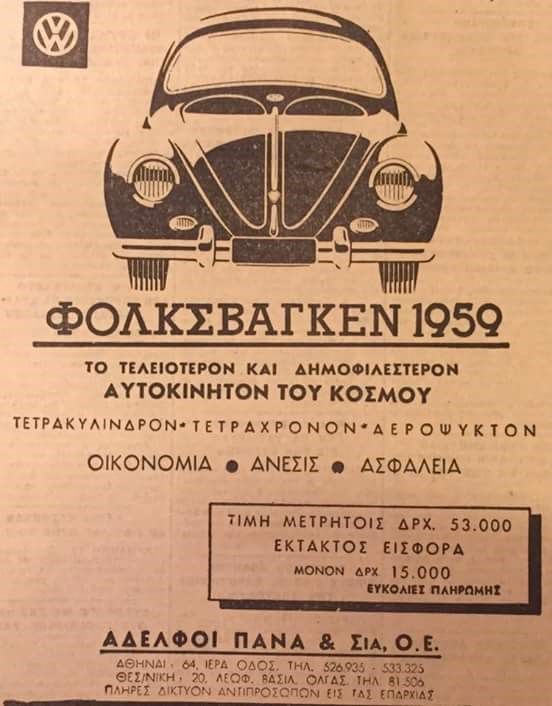 VW
ΦΟΛΚΣΒΑΓΚΕΝ 1959
ΤΟ ΤΕΛΕΙΟΤΕΡΟΝ ΚΑΙ ΔΗΜΟΦΙΛΕΣΤΕΡΟΝ
ΑΥΤΟΚΙΝΗΤΟΝ ΤΟΥ ΚΟΣΜΟΥ
ΤΕΤΡΑΚΥΛΙΝΔΡΟΝ*ΤΕΤΡΑΧΡΟΝΟΝ*ΑΕΡΟΨΥΚΤΟΝ
ΟΙΚΟΝΟΜΙΑ ● ΑΝΕΣΙΣ ● ΑΣΦΑΛΕΙΑ
ΤΙΜΗ ΜΕΤΡΗΤΟΙΣ ΔΡΧ. 53.000
ΕΚΤΑΚΤΟΣ ΕΙΣΦΟΡΑ
ΜΟΝΟΝ ΔΡΧ 15.000
ΕΥΚΟΛΙΕΣ ΠΛΗΡΩΜΗΣ
ΑΔΕΛΦΟΙ ΠΑΝΑ & ΣΙΑ, Ο.Ε.
ΑΘΗΝΑΙ: 64, ΙΕΡΑ ΟΔΟΣ, ΤΗΛ. 526.935 - 533.325
ΘΕΣ/ΝΙΚΗ: 20, ΛΕΩΦ. ΒΑΣΙΛ. ΟΛΓΑΣ, ΤΗΛ. 81.506
ΠΛΗΡΕΣ ΔΙΚΤΥΟΝ ΑΝΤΙΠΡΟΣΩΠΩΝ ΕΙΣ ΤΑΣ ΕΠΑΡΧΙΑΣ